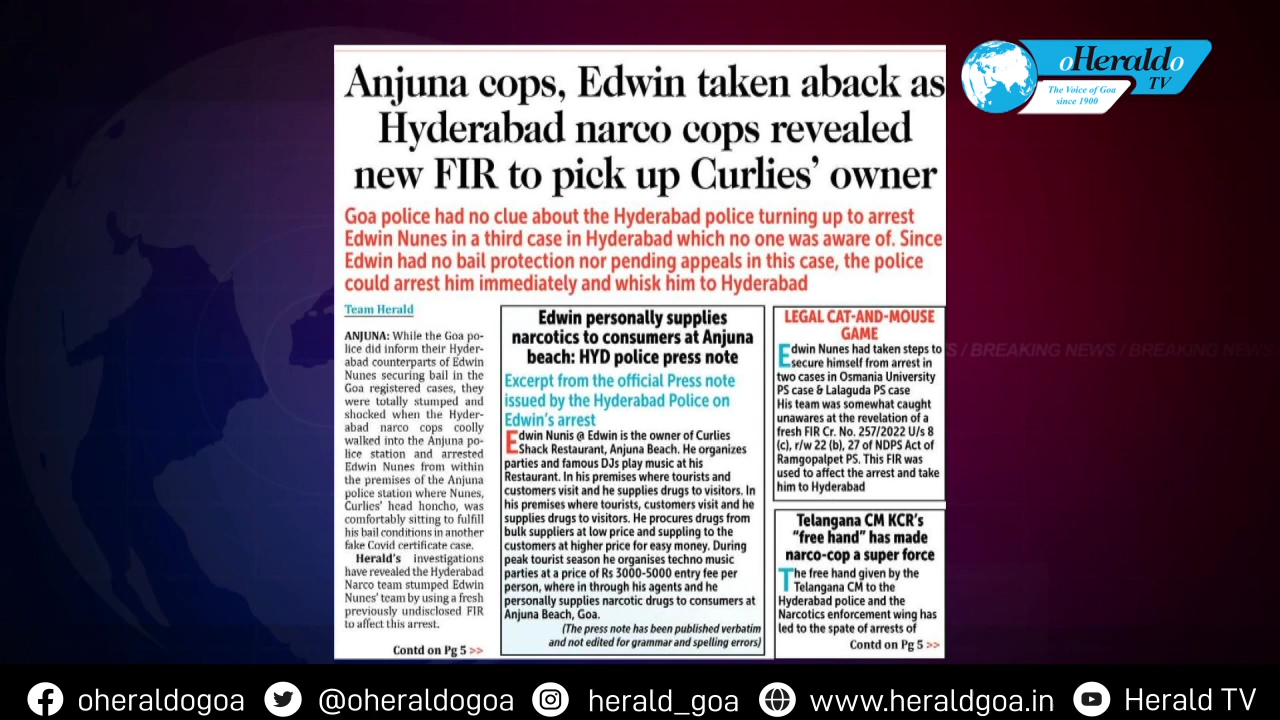 oHeraldo
TV
The Voice of Goa
since 1900
Anjuna cops, Edwin taken aback as
Hyderabad narco cops revealed
new FIR to pick up Curlies' owner
Goa police had no clue about the Hyderabad police turning up to arrest
Edwin Nunes in a third case in Hyderabad which no one was aware of. Since
Edwin had no bail protection nor pending appeals in this case, the police
could arrest him immediately and whisk him to Hyderabad
Team Herald
ANJUNA: While the Goa po-
lice did inform their Hyder-
abad counterparts of Edwin
Nunes securing bail in the
Goa registered cases, they
were totally stumped and
shocked when the Hyder-
abad narco cops coolly
walked into the Anjuna po-
lice station and arrested
Edwin Nunes from within
the premises of the Anjuna
police station where Nunes,
Curlies' head honcho, was
comfortably sitting to fulfill
his bail conditions in another
fake Covid certificate case.
Herald's investigations
have revealed the Hyderabad
Narco team stumped Edwin
Nunes' team by using a fresh
previously undisclosed FIR
to affect this arrest.
Contd on Pg 5 >>
Edwin personally supplies
narcotics to consumers at Anjuna
beach: HYD police press note
Excerpt from the official Press note
issued by the Hyderabad Police on
Edwin's arrest
Edwin Nunis @ Edwin is the owner of Curlies
Shack Restaurant, Anjuna Beach. He organizes
parties and famous DJs play music at his
Restaurant. In his premises where tourists and
customers visit and he supplies drugs to visitors. In
his premises where tourists, customers visit and he
supplies drugs to visitors. He procures drugs from
bulk suppliers at low price and suppling to the
customers at higher price for easy money. During
peak tourist season he organises techno music
parties at a price of Rs 3000-5000 entry fee per
person, where in through his agents and he
personally supplies narcotic drugs to consumers at
Anjuna Beach, Goa.
(The press note has been published verbatim
and not edited for grammar and spelling errors)
LEGAL CAT-AND-MOUSE
GAME
Edwin Nunes had taken steps to
secure himself from arrest in
two cases in Osmania University
PS case & Lalaguda PS case
His team was somewhat caught
unawares at the revelation of a
fresh FIR Cr. No. 257/2022 U/s 8
(c), r/w 22 (b), 27 of NDPS Act of
Ramgopalpet PS. This FIR was
used to affect the arrest and take
him to Hyderabad
Telangana CM KCR's
"free hand" has made
narco-cop a super force
The free hand given by the
Telangana CM to the
Hyderabad police and the
Narcotics enforcement wing has
led to the spate of arrests of
Contd on Pg 5 >>
S / BREAKING NEWS / BREAKING NEWS
oheraldogoa @oheraldogoa herald_goa www.heraldgoa.in Herald TV